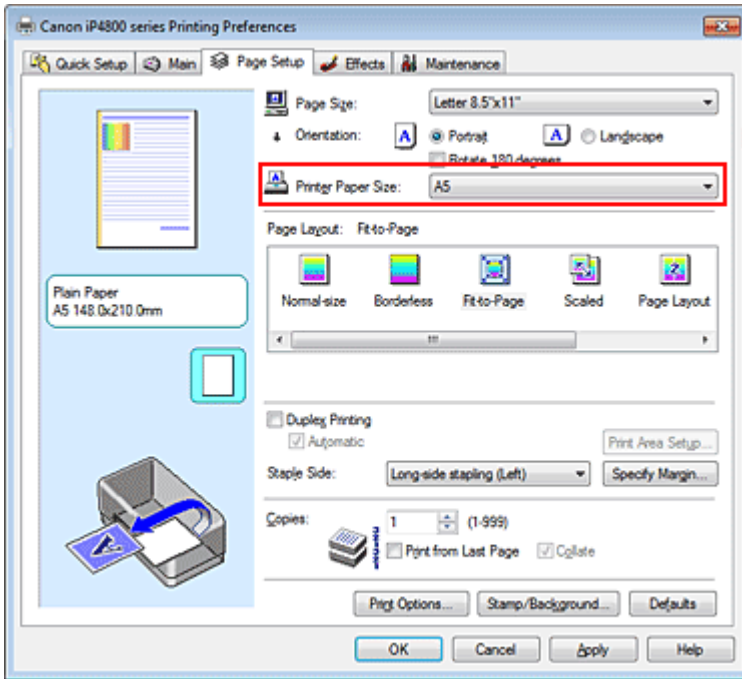 Canon iP4800 series Printing Preferences
Quick Setup Main Page Setup Effects Maintenance
Page Size: Letter 8.5"x11"
Orientation: A Portrait A Landscape
Rotate 180 degrees
Printer Paper Size: A5
Page Layout: Fit-to-Page
Normal-size Borderless Fit-to-Page Scaled Page Layout
Plain Paper
A5 148.0x210.0mm
Duplex Printing
Automatic Print Area Setup...
Staple Side: Long-side stapling (Left) Specify Margin...
Copies: 1 (1-999)
Print from Last Page Collate
Print Options... Stamp/Background... Defaults
OK Cancel Apply Help